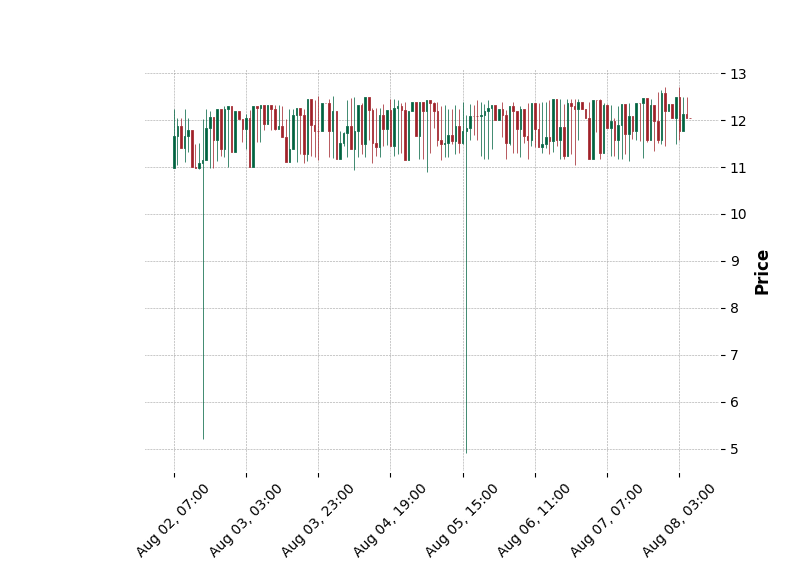 13
12
11
10
9
8
7
6
5
Price
Aug 02, 07:00
Aug 03, 03:00
Aug 03, 23:00
Aug 04, 19:00
Aug 05, 15:00
Aug 06, 11:00
Aug 07, 07:00
Aug 08, 03:00